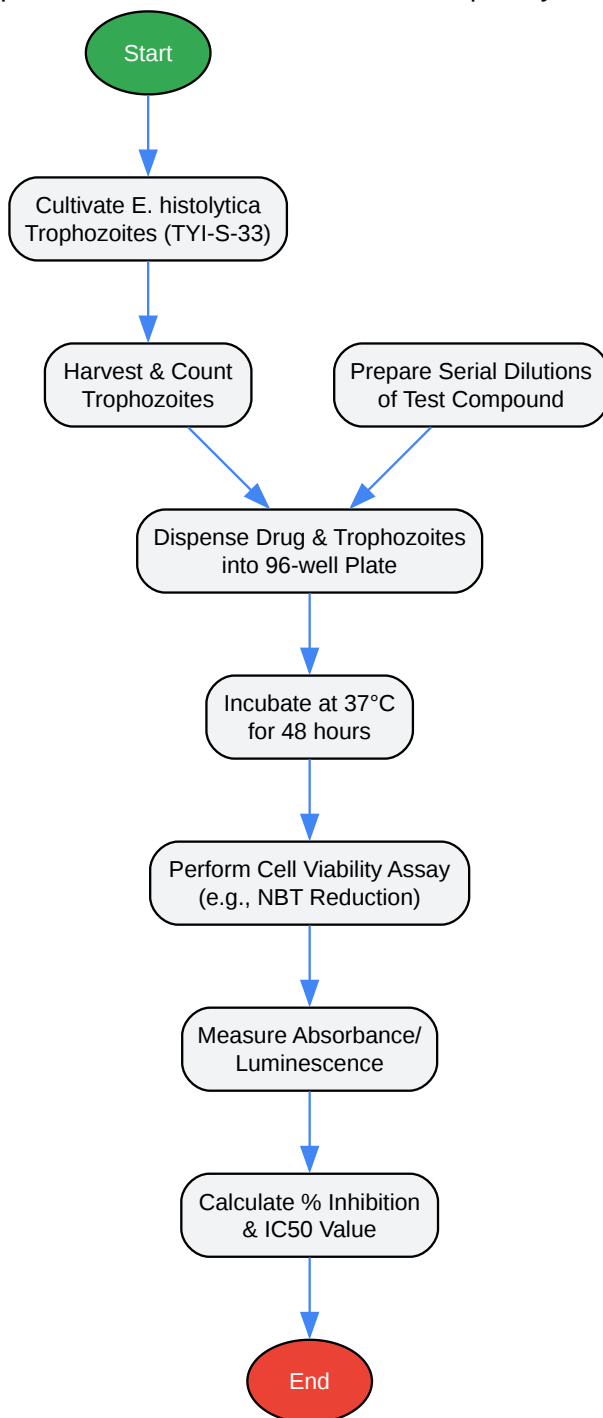 Start
Cultivate E. histolytica
Trophozoites (TYI-S-33)
Harvest & Count
Trophozoites
Prepare Serial Dilutions
of Test Compound
Dispense Drug & Trophozoites
into 96-well Plate
Incubate at 37°C
for 48 hours
Perform Cell Viability Assay
(e.g., NBT Reduction)
Measure Absorbance/
Luminescence
Calculate % Inhibition
& IC50 Value
End